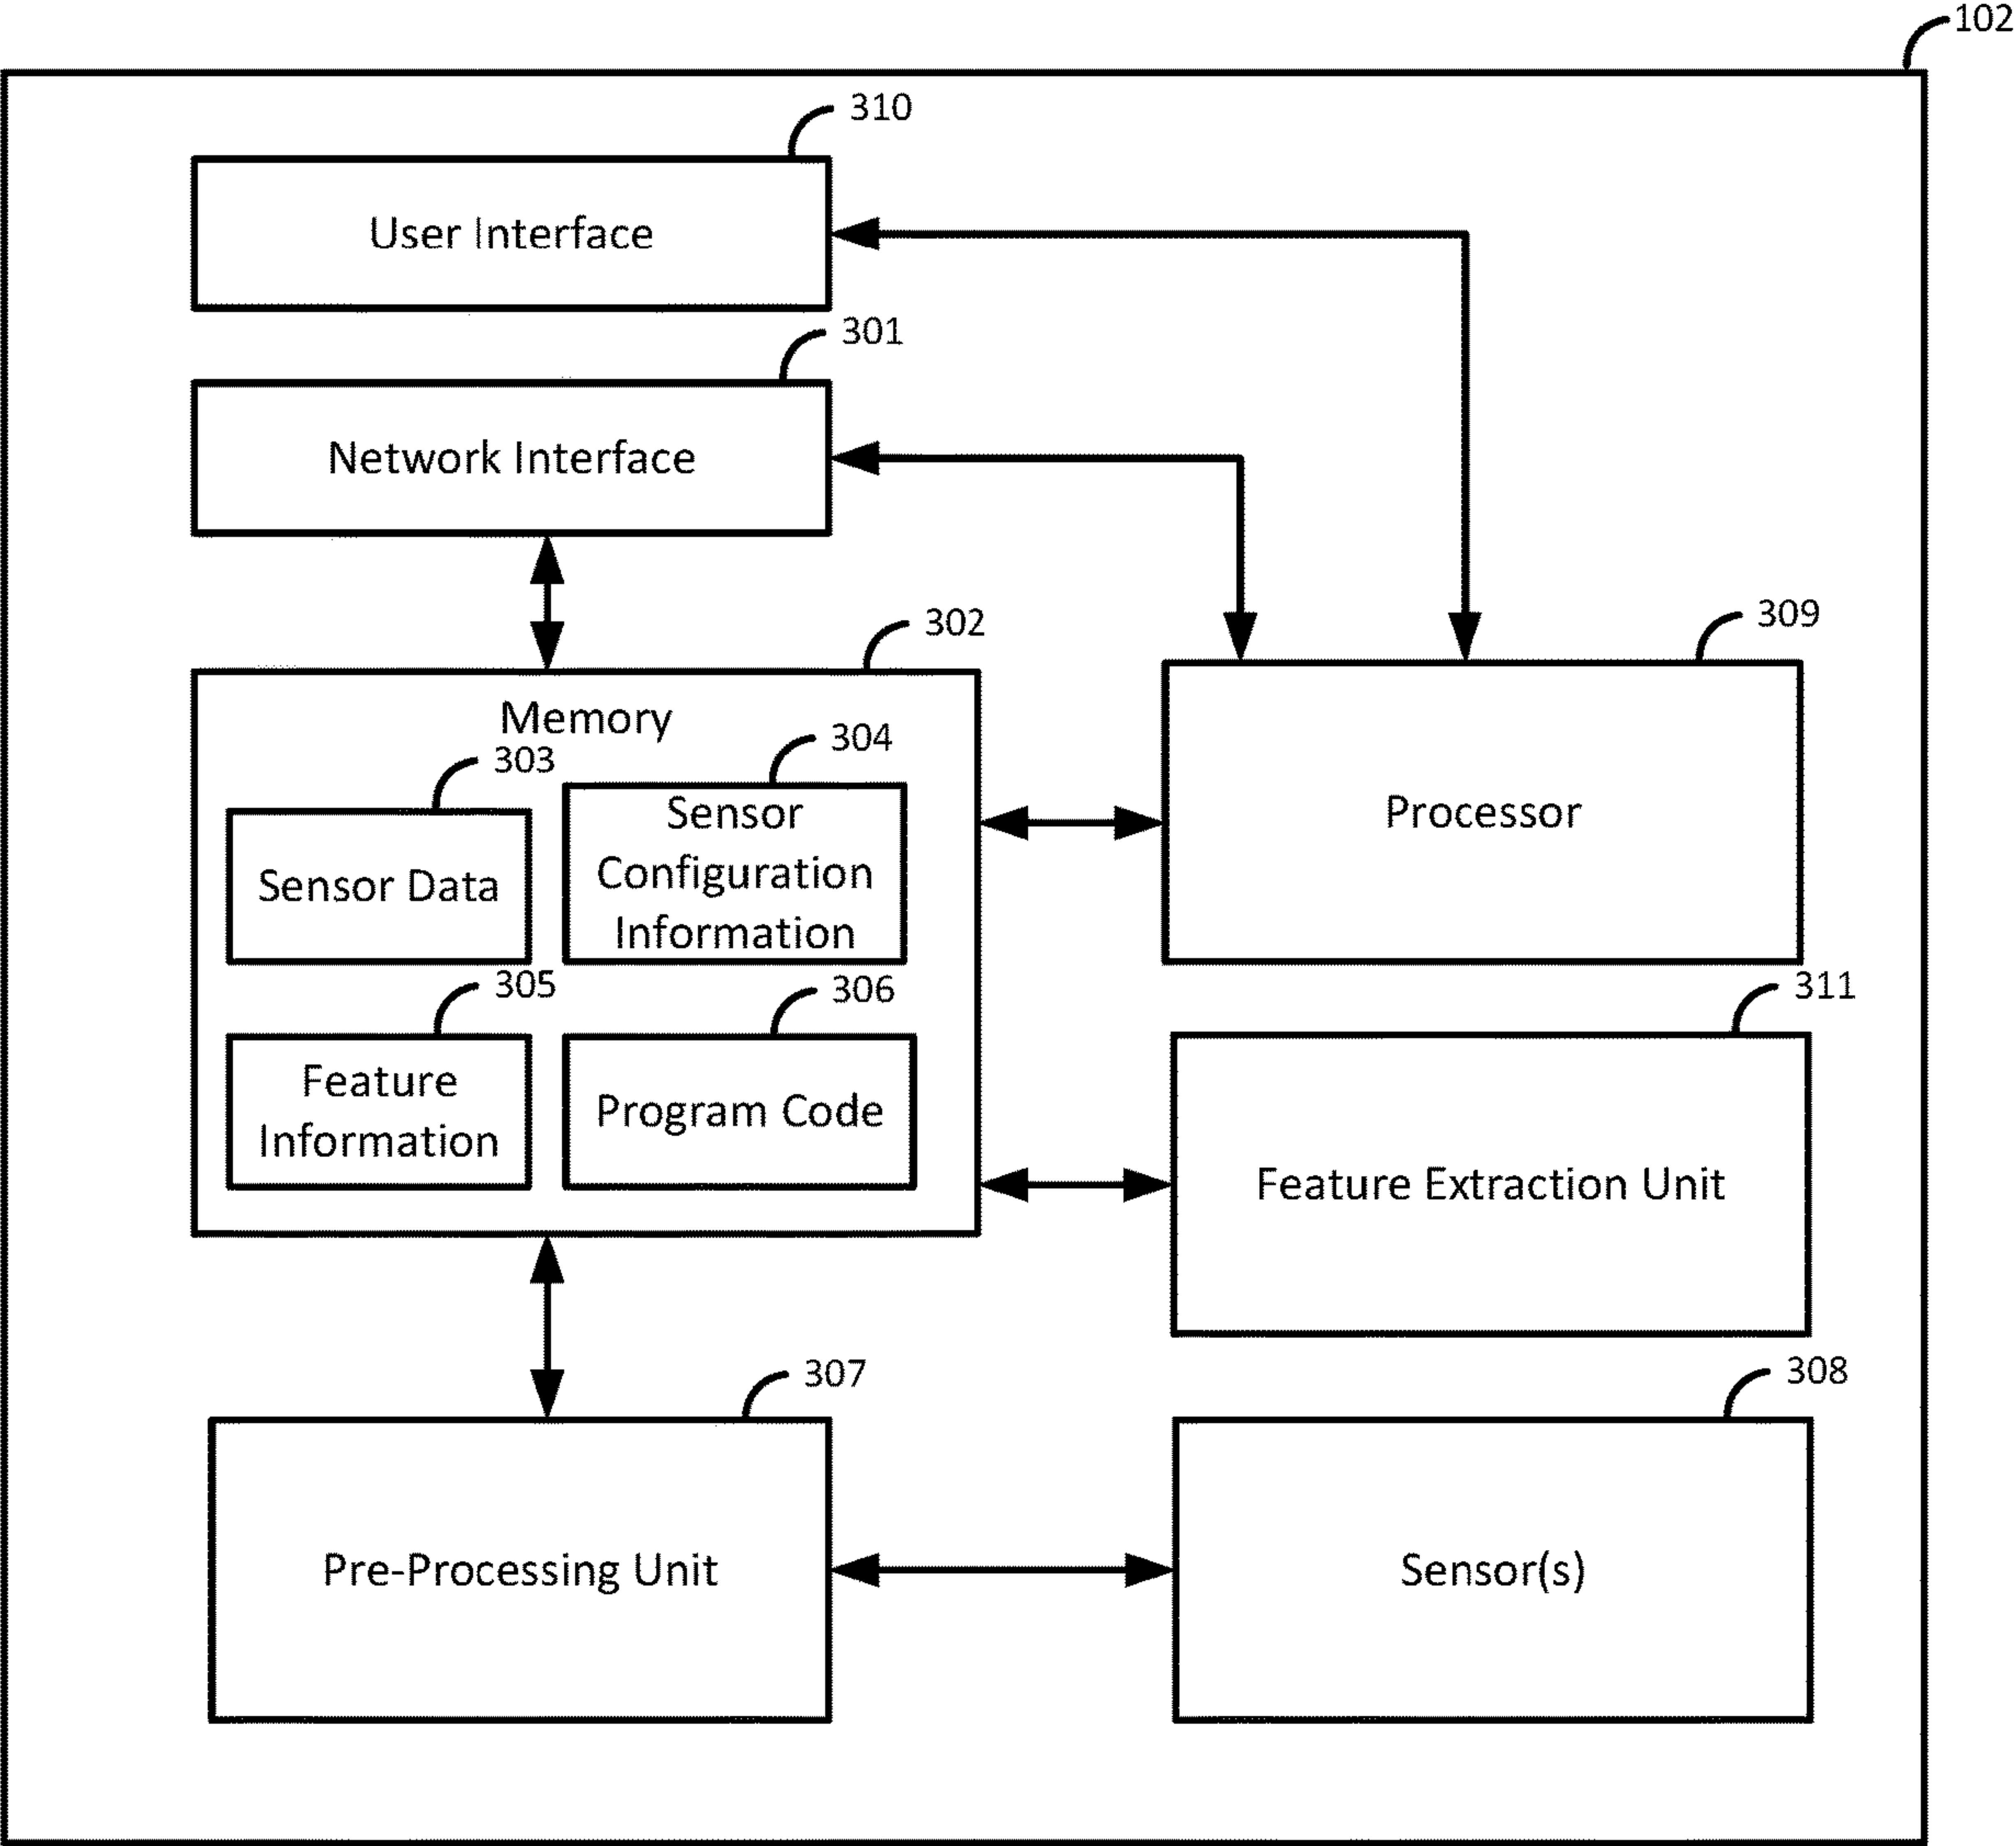 102
310
User Interface
301
Network Interface
302
309
Memory
303
304
Sensor Data
Sensor
Configuration
Information
Processor
305
306
311
Feature
Information
Program Code
Feature Extraction Unit
307
308
Pre-Processing Unit
Sensor(s)